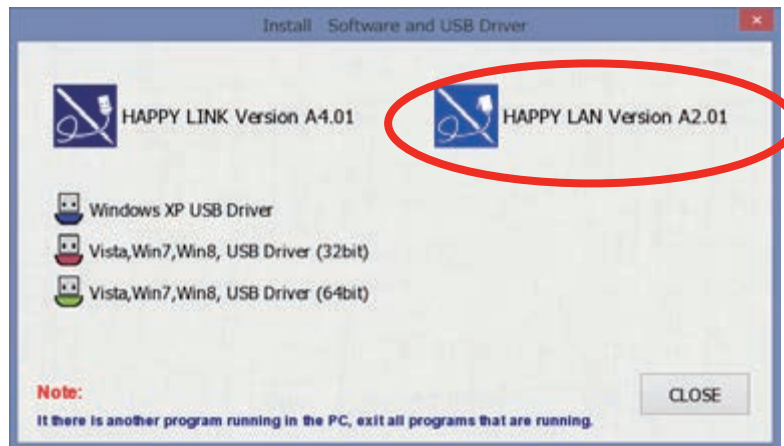 Install Software and USB Driver
HAPPY LINK Version A4.01
HAPPY LAN Version A2.01
Windows XP USB Driver
Vista,Win7,Win8, USB Driver (32bit)
Vista,Win7,Win8, USB Driver (64bit)
Note:
CLOSE
It there is another program running in the PC, exit all programs that are running.